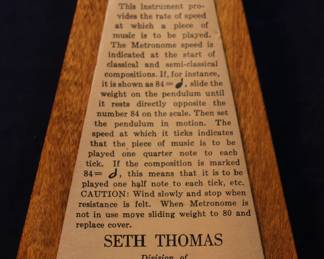 This instrument pro-
vides the rate of speed
at which a piece of
music is to be played.
The Metronome speed is
indicated at the start of
classical and semi-classical
compositions. If, for instance,
it is shown as 84=♩, slide the
weight on the pendulum until
it rests directly opposite the
number 84 on the scale. Then set
the pendulum in motion. The
speed at which it ticks indicates
that the piece of music is to be
played one quarter note to each
tick. If the composition is marked
84= 𝅗𝅥, this means that it is to be
played one half note to each tick, etc.
CAUTION: Wind slowly and stop when
resistance is felt. When Metronome is
not in use move sliding weight to 80 and
replace cover.
SETH THOMAS
Division of